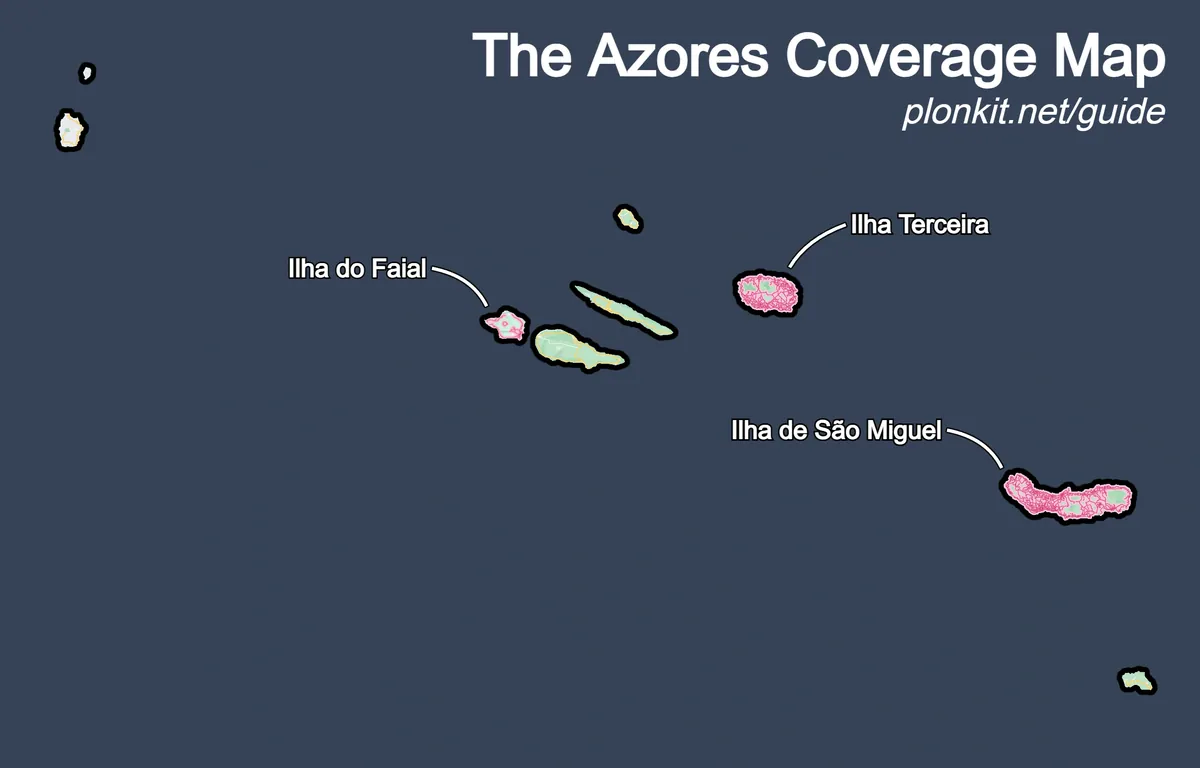 The Azores Coverage Map
plonkit.net/guide
Ilha Terceira
Ilha do Faial
Ilha de São Miguel